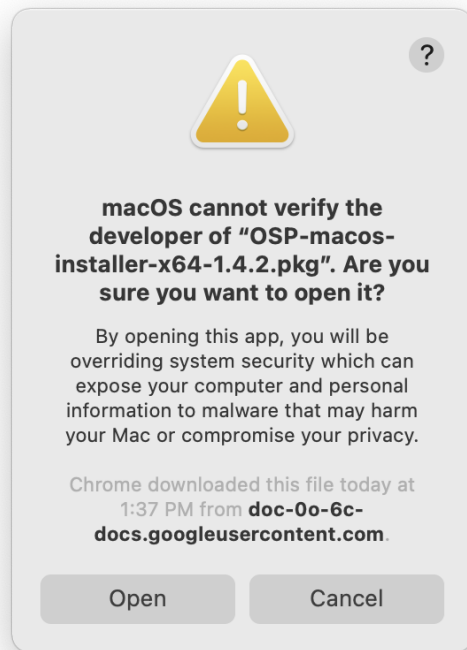 ?
!
macOS cannot verify the
developer of “OSP-macos-
installer-x64-1.4.2.pkg”. Are you
sure you want to open it?
By opening this app, you will be
overriding system security which can
expose your computer and personal
information to malware that may harm
your Mac or compromise your privacy.
Chrome downloaded this file today at
1:37 PM from doc-0o-6c-
docs.googleusercontent.com.
Open
Cancel